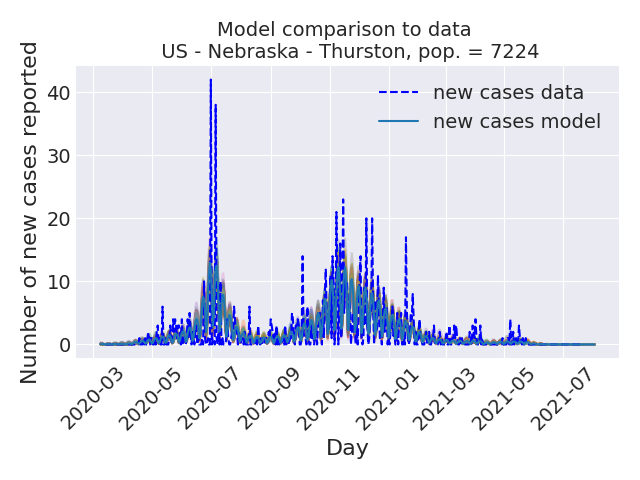 Model comparison to data
US - Nebraska - Thurston, pop. = 7224
Number of new cases reported
40
30
20
10
0
new cases data
new cases model
2020-03
2020-05
2020-07
2020-09
2020-11
2021-01
2021-03
2021-05
2021-07
Day